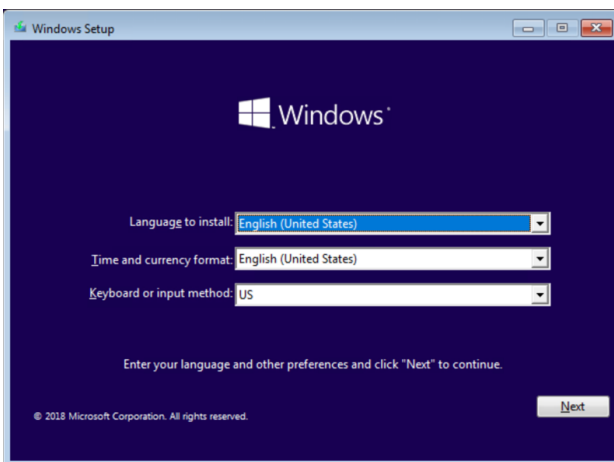 Windows Setup
Windows
Language to install: English (United States)
Time and currency format: English (United States)
Keyboard or input method: US
Enter your language and other preferences and click "Next" to continue.
Next
© 2018 Microsoft Corporation. All rights reserved.